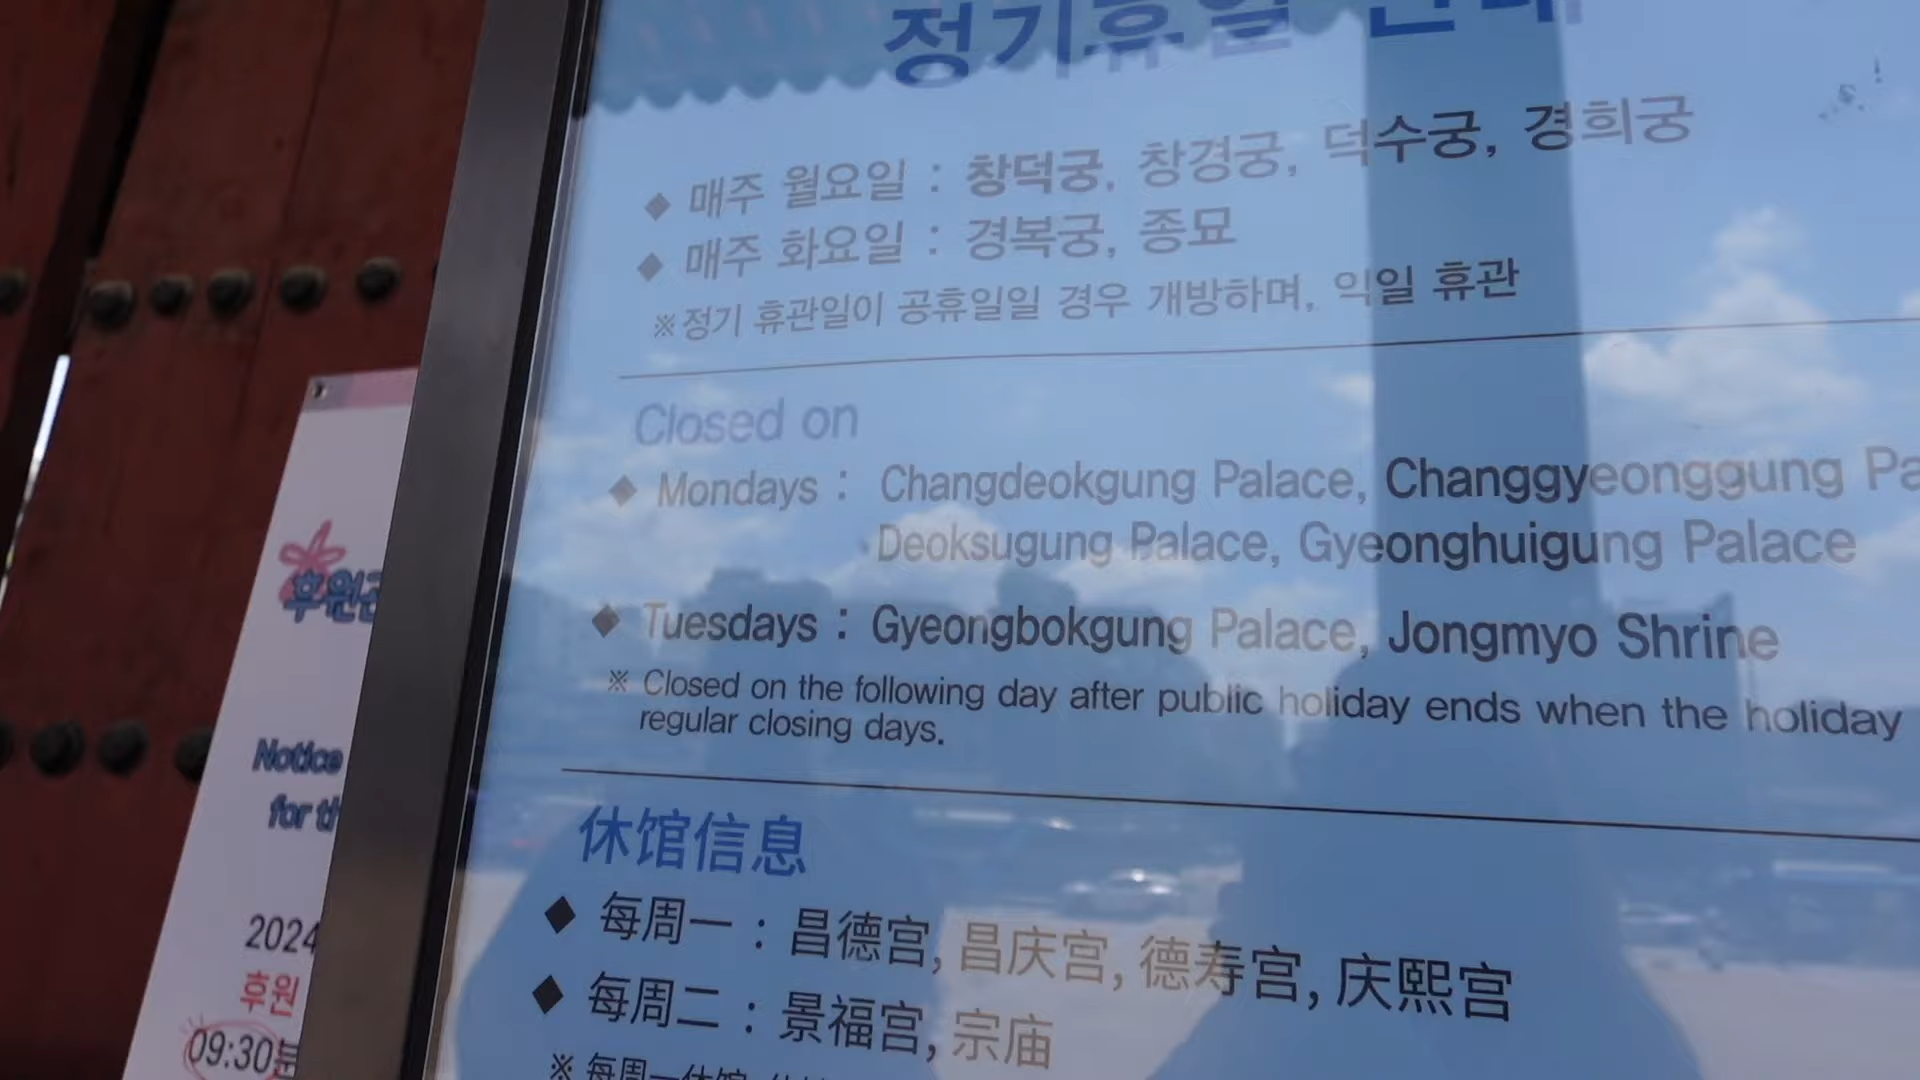 정기휴일 안내
◆ 매주 월요일 : 창덕궁, 창경궁, 덕수궁, 경희궁
◆ 매주 화요일 : 경복궁, 종묘
※정기 휴관일이 공휴일일 경우 개방하며, 익일 휴관
Closed on
◆ Mondays : Changdeokgung Palace, Changgyeonggung Pa
Deoksugung Palace, Gyeonghuigung Palace
◆ Tuesdays : Gyeongbokgung Palace, Jongmyo Shrine
※ Closed on the following day after public holiday ends when the holiday
regular closing days.
休馆信息
◆ 每周一 : 昌德宫, 昌庆宫, 德寿宫, 庆熙宫
◆ 每周二 : 景福宫, 宗庙
※ 每周一休馆
후원
Notice
for th
2024
후원
09:30분